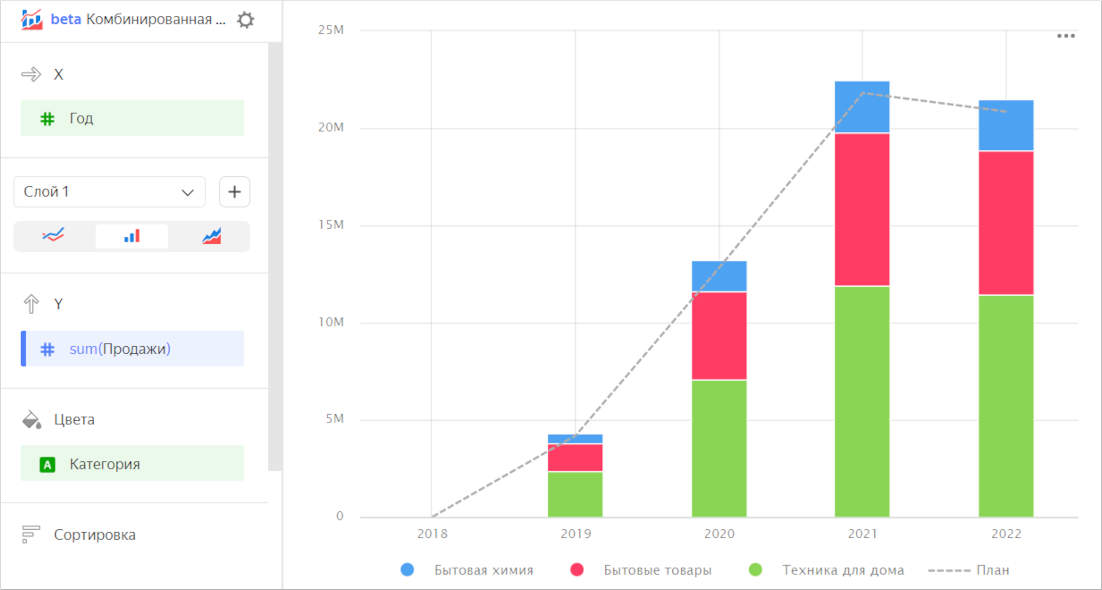 beta Комбинированная ...
X
# Год
Слой 1
+
Y
# sum(Продажи)
Цвета
A Категория
Сортировка
25M
20M
15M
10M
5M
0
2018 2019 2020 2021 2022
Бытовая химия Бытовые товары Техника для дома План